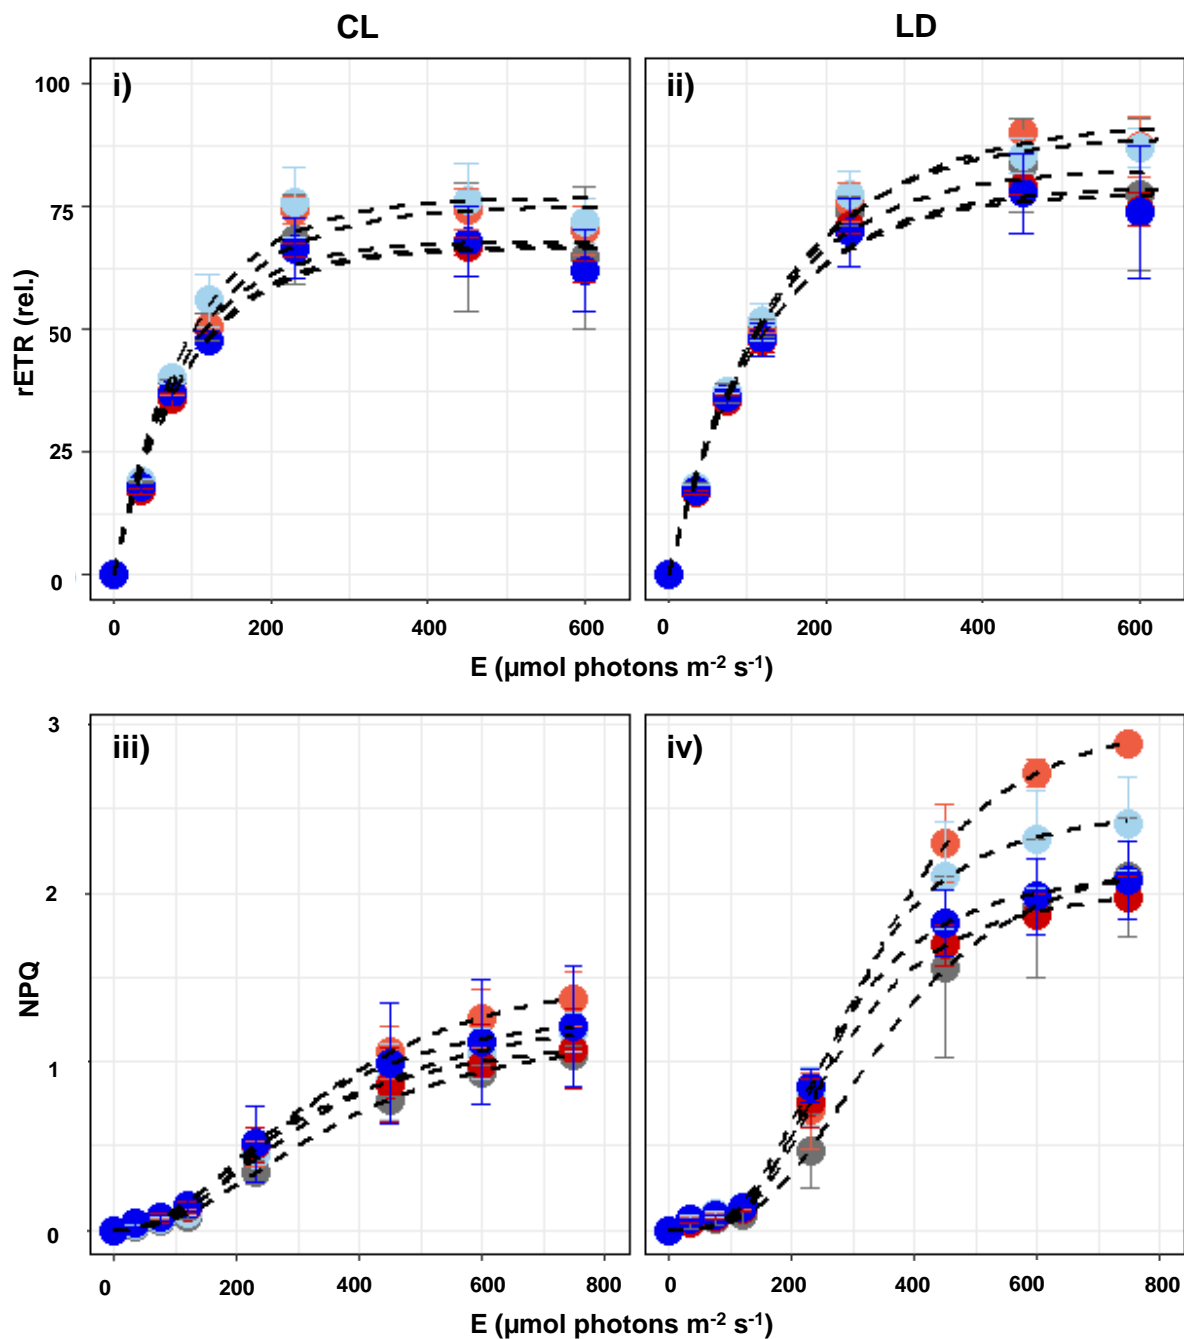 CL LD
i) ii)
100
75
50
25
0
rETR (rel.)
0 200 400 600 0 200 400 600
E (µmol photons m⁻² s⁻¹)
iii) iv)
3
2
1
0
NPQ
0 200 400 600 800 0 200 400 600 800
E (µmol photons m⁻² s⁻¹)